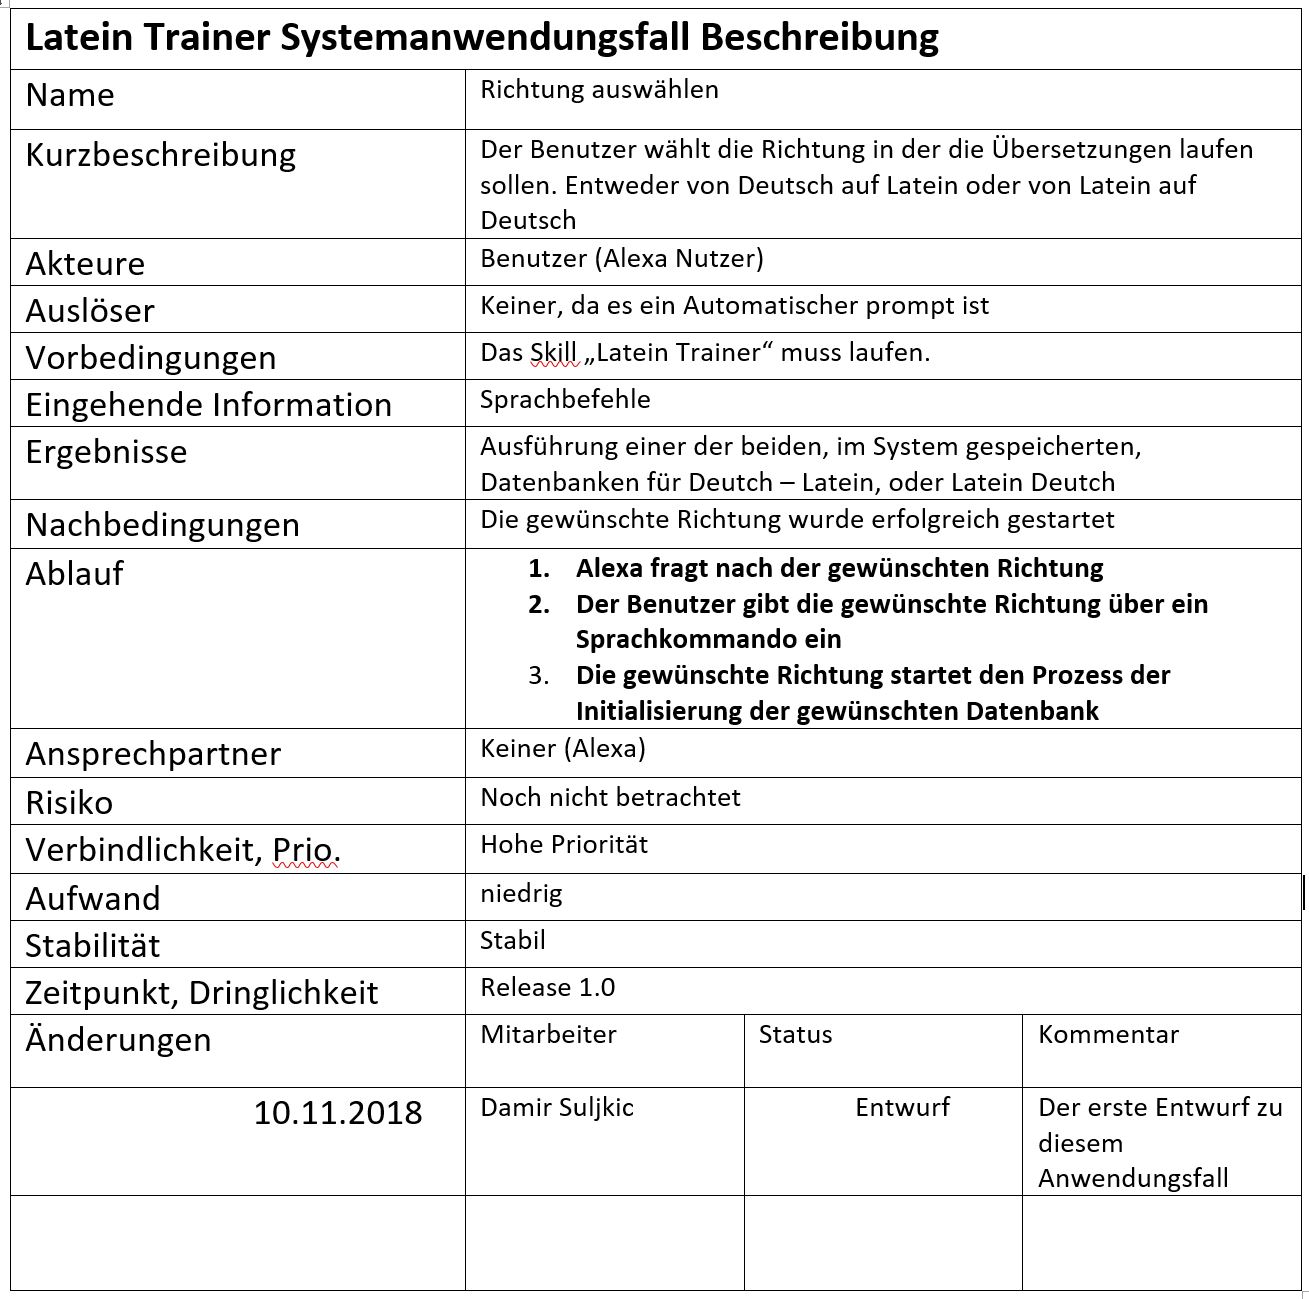 Latein Trainer Systemanwendungsfall Beschreibung
Name
Richtung auswählen
Kurzbeschreibung
Der Benutzer wählt die Richtung in der die Übersetzungen laufen
sollen. Entweder von Deutsch auf Latein oder von Latein auf
Deutsch
Akteure
Benutzer (Alexa Nutzer)
Auslöser
Keiner, da es ein Automatischer prompt ist
Vorbedingungen
Das Skill „Latein Trainer“ muss laufen.
Eingehende Information
Sprachbefehle
Ergebnisse
Ausführung einer der beiden, im System gespeicherten,
Datenbanken für Deutch – Latein, oder Latein Deutch
Nachbedingungen
Die gewünschte Richtung wurde erfolgreich gestartet
Ablauf
1. Alexa fragt nach der gewünschten Richtung
2. Der Benutzer gibt die gewünschte Richtung über ein
Sprachkommando ein
3. Die gewünschte Richtung startet den Prozess der
Initialisierung der gewünschten Datenbank
Ansprechpartner
Keiner (Alexa)
Risiko
Noch nicht betrachtet
Verbindlichkeit, Prio.
Hohe Priorität
Aufwand
niedrig
Stabilität
Stabil
Zeitpunkt, Dringlichkeit
Release 1.0
Änderungen
Mitarbeiter
Status
Kommentar
10.11.2018
Damir Suljkic
Entwurf
Der erste Entwurf zu
diesem
Anwendungsfall